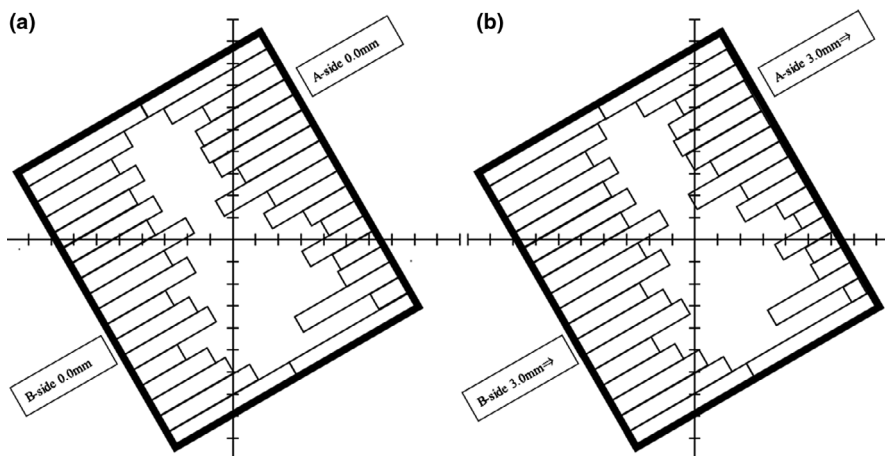 (a)
A-side 0.0mm
B-side 0.0mm
(b)
A-side 3.0mm⇒
B-side 3.0mm⇒